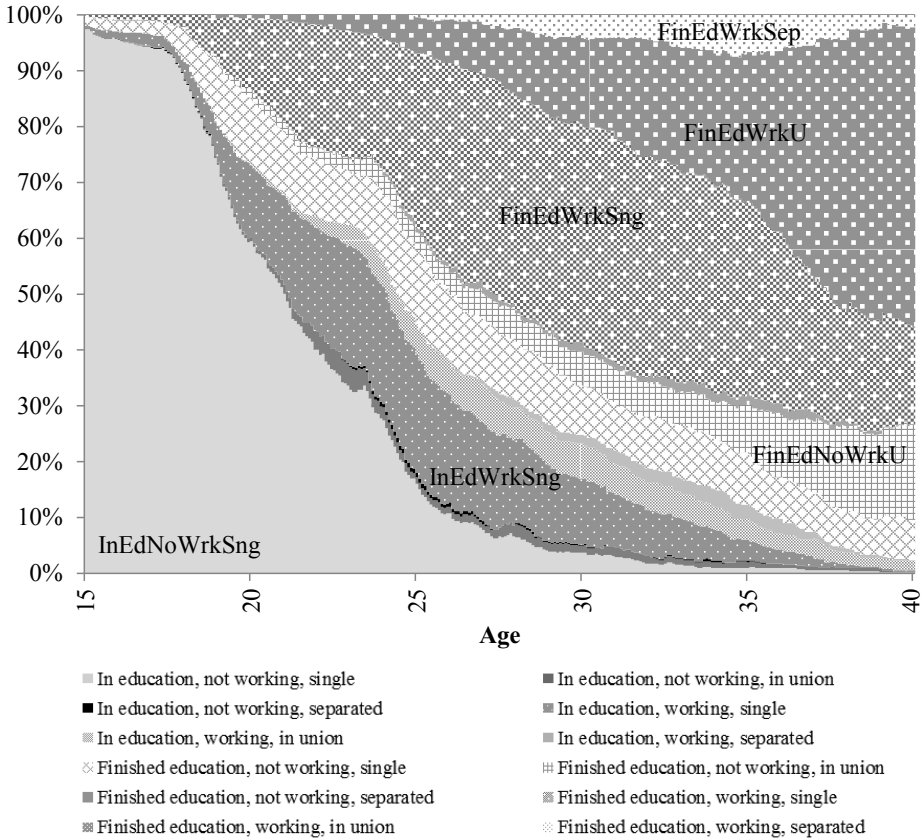 100%
90%
80%
70%
60%
50%
40%
30%
20%
10%
0%
FinEdWrkSep
FinEdWrkU
FinEdWrkSng
FinEdNoWrkU
InEdWrkSng
InEdNoWrkSng
15
20
25
30
35
40
Age
In education, not working, single
In education, not working, in union
In education, not working, separated
In education, working, single
In education, working, in union
In education, working, separated
Finished education, not working, single
Finished education, not working, in union
Finished education, not working, separated
Finished education, working, single
Finished education, working, in union
Finished education, working, separated